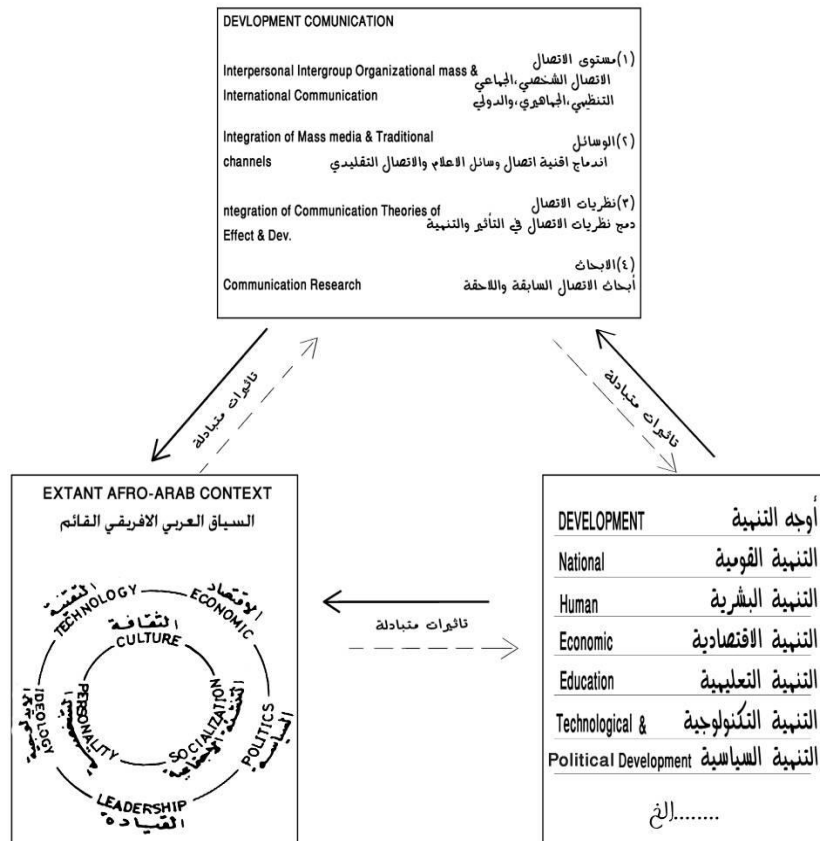 DEVLOPMENT COMUNICATION
(١) مستوى الاتصال
Interpersonal Intergroup Organizational mass &
الاتصال الشخصي،الجماعي
International Communication
التنظيمي،الجماهيري،والدولي
Integration of Mass media & Traditional
(٢) الوسائل
channels
اندماج اقنية اتصال وسائل الاعلام والاتصال التقليدي
(٣) نظريات الاتصال
ntegration of Communication Theories of
دمج نظريات الاتصال في التأثير والتنمية
Effect & Dev.
(٤) الابحاث
Communication Research
أبحاث الاتصال السابقة واللاحقة
تاثيرات متبادلة
تاثيرات متبادلة
EXTANT AFRO-ARAB CONTEXT
السياق العربي الافريقي القائم
التقنية
TECHNOLOGY
الاقتصاد
ECONOMIC
الثقافة
CULTURE
IDEOLOGY
PERSONALITY
الشخصية
SOCIALIZATION
التنشئة الاجتماعية
POLITICS
السياسة
LEADERSHIP
القيادة
تاثيرات متبادلة
DEVELOPMENT أوجه التنمية
National التنمية القومية
Human التنمية البشرية
Economic التنمية الاقتصادية
Education التنمية التعليمية
Technological & التنمية التكنولوجية
Political Development التنمية السياسية
الخ........